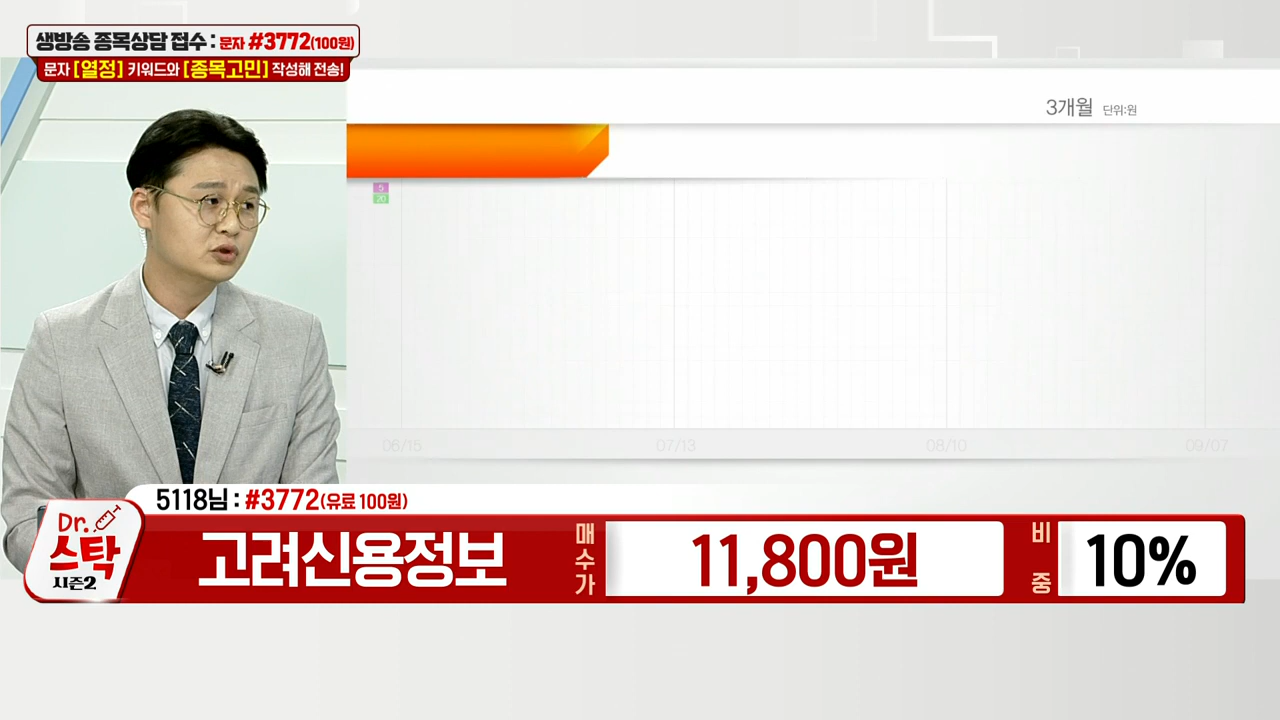 생방송 종목상담 접수 : 문자 #3772(100원)
문자 [열정] 키워드와 [종목고민] 작성해 전송!
3개월 단위:원
5
20
06/15 07/13 08/10 09/07
5118님 : #3772(유료 100원)
Dr.
스탁
시즌2
고려신용정보
매수가
11,800원
비중
10%